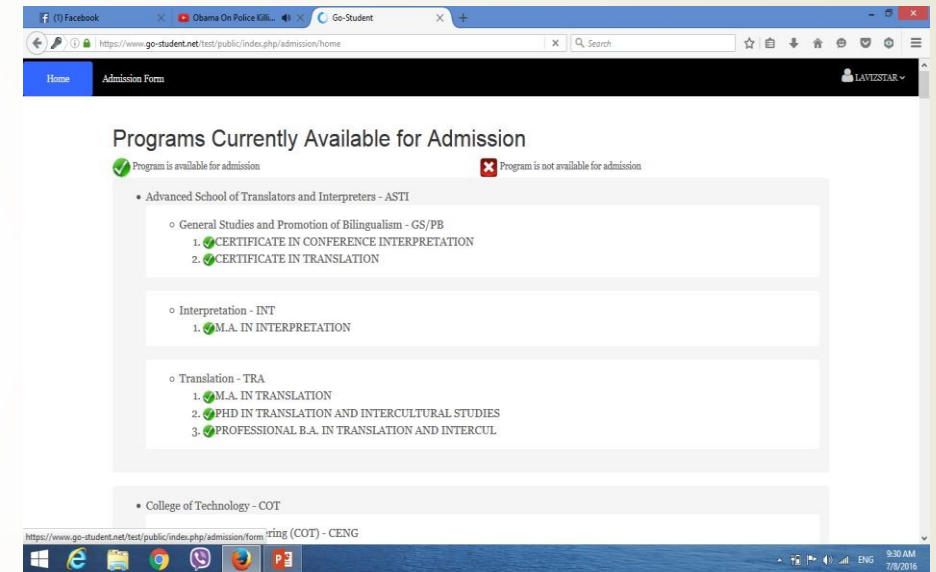 (1) Facebook
Obama On Police Killi...
Go-Student
https://www.go-student.net/test/public/index.php/admission/home
Search
Home
Admission Form
LAVIZSTAR
Programs Currently Available for Admission
Program is available for admission
Program is not available for admission
Advanced School of Translators and Interpreters - ASTI
General Studies and Promotion of Bilingualism - GS/PB
1. CERTIFICATE IN CONFERENCE INTERPRETATION
2. CERTIFICATE IN TRANSLATION
Interpretation - INT
1. M.A. IN INTERPRETATION
Translation - TRA
1. M.A. IN TRANSLATION
2. PHD IN TRANSLATION AND INTERCULTURAL STUDIES
3. PROFESSIONAL B.A. IN TRANSLATION AND INTERCUL
College of Technology - COT
ering (COT) - CENG
https://www.go-student.net/test/public/index.php/admission/form
ENG
9:30 AM
7/8/2016